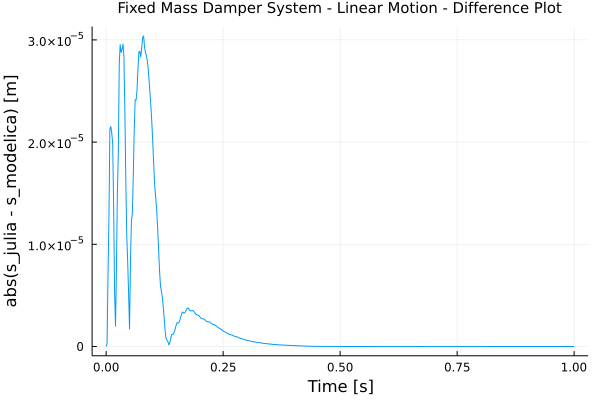 Fixed Mass Damper System - Linear Motion - Difference Plot
abs(s_julia - s_modelica) [m]
3.0×10⁻⁵
2.0×10⁻⁵
1.0×10⁻⁵
0
0.00 0.25 0.50 0.75 1.00
Time [s]